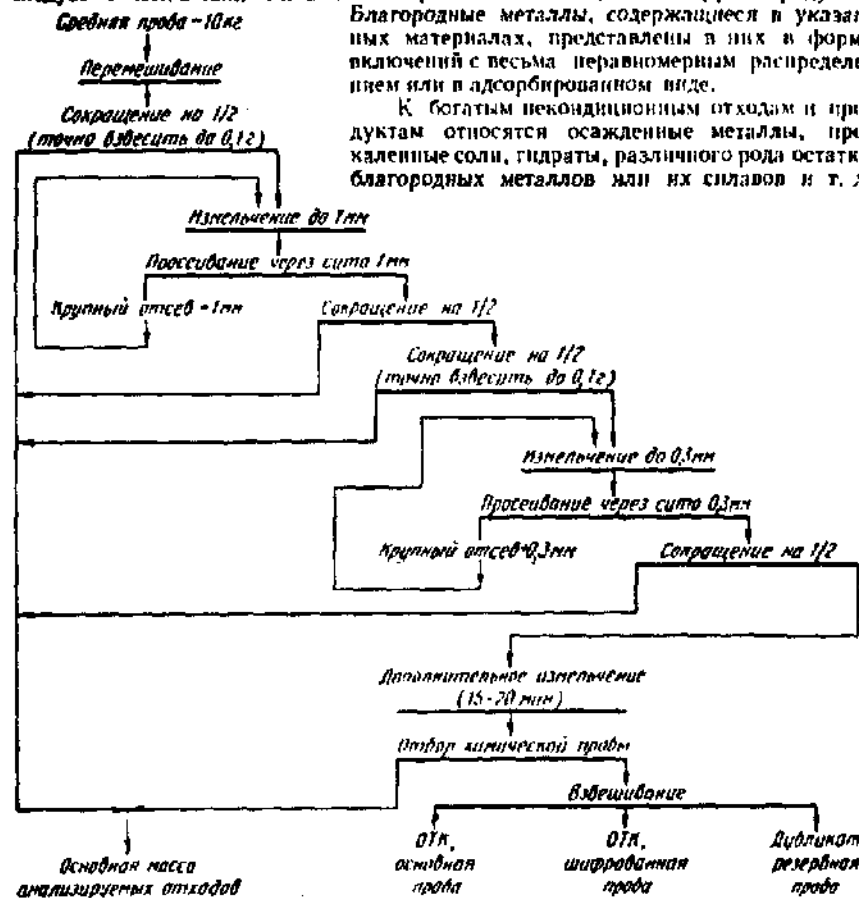 Средняя проба ~10кг
Перемешивание
Сокращение на 1/2
(точно взвесить до 0,1г)
Благородные металлы, содержащиеся в указан
ных материалах, представлены в них в форм
включений с весьма неравномерным распределе
нием или в адсорбированном виде.
К богатым некондиционным отходам и про
дуктам относятся осажденные металлы, про
каленные соли, гидраты, различного рода остатк
благородных металлов или их сплавов и т.
Измельчение до 1мм
Просеивание через сито 1мм
Крупный отсев +1мм
Сокращение на 1/2
Сокращение на 1/2
(точно взвесить до 0,1г)
Измельчение до 0,3мм
Просеивание через сито 0,3мм
Крупный отсев+0,3мм
Сокращение на 1/2
Дополнительное измельчение
(15-20 мин)
Отбор химической пробы
Взвешивание
Основная масса
анализируемых отходов
ОТК,
основная
проба
ОТК,
шифрованная
проба
Дубликат
резервная
проба